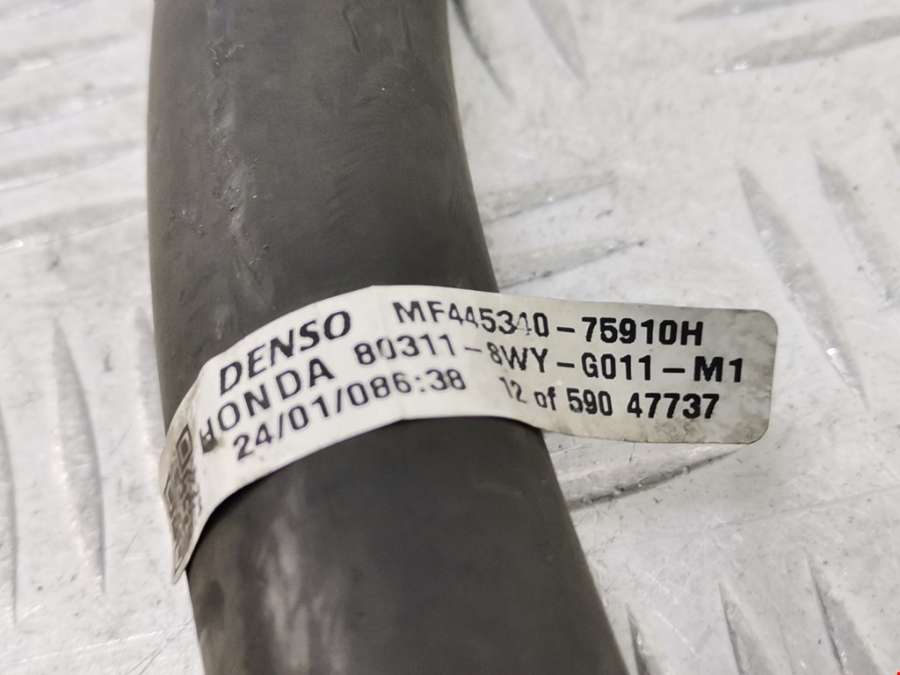 DENSO MF445340-75910H
HONDA 80311-8WY-G011-M1
24/01/086:38 12 of 590 47737